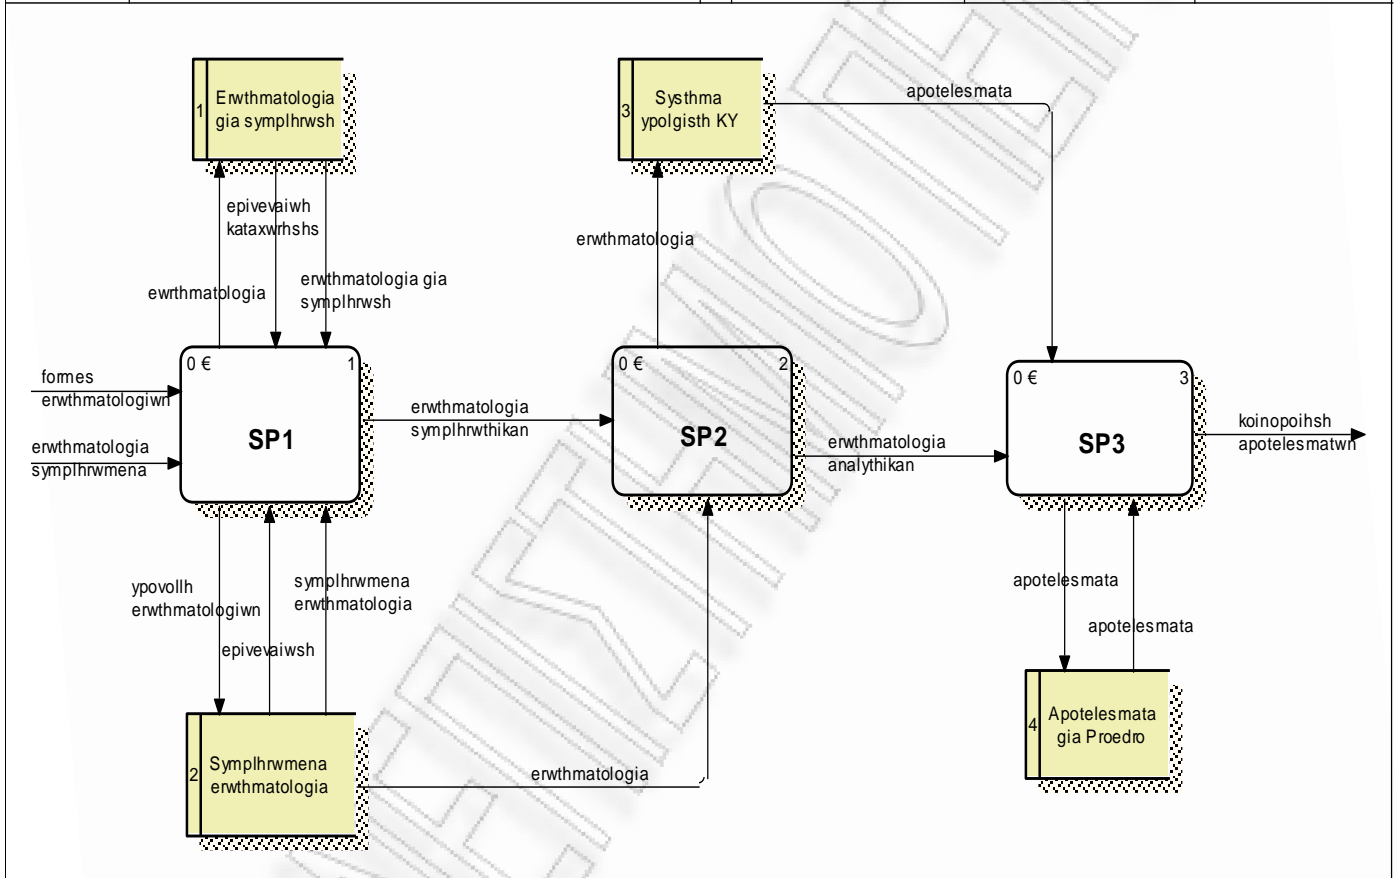 1
Erwthmatologia
gia symplhrwsh
3
Systhma
ypolgisth KY
apotelesmata
epivevaiwh
kataxwrhshs
erwthmatologia
ewrthmatologia
erwthmatologia gia
symplhrwsh
0 €
1
SP1
0 €
2
SP2
0 €
3
SP3
formes
erwthmatologiwn
erwthmatologia
symplhrwmena
erwthmatologia
symplhrwthikan
erwthmatologia
analythikan
koinopoihsh
apotelesmatwn
ypovollh
erwthmatologiwn
symplhrwmena
erwthmatologia
epivevaiwsh
apotelesmata
apotelesmata
2
Symplhrwmena
erwthmatologia
erwthmatologia
4
Apotelesmata
gia Proedro